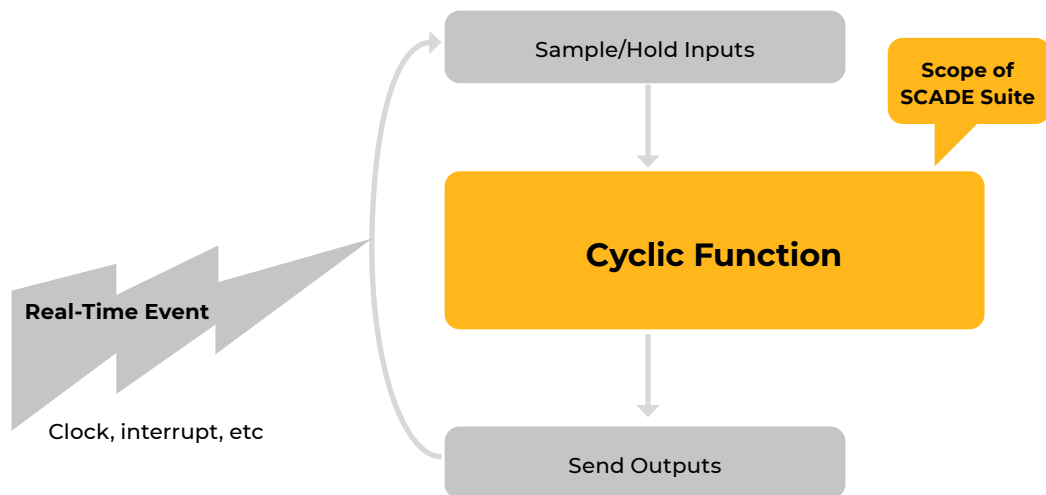 Sample/Hold Inputs
Scope of
SCADE Suite
Cyclic Function
Real-Time Event
Clock, interrupt, etc
Send Outputs